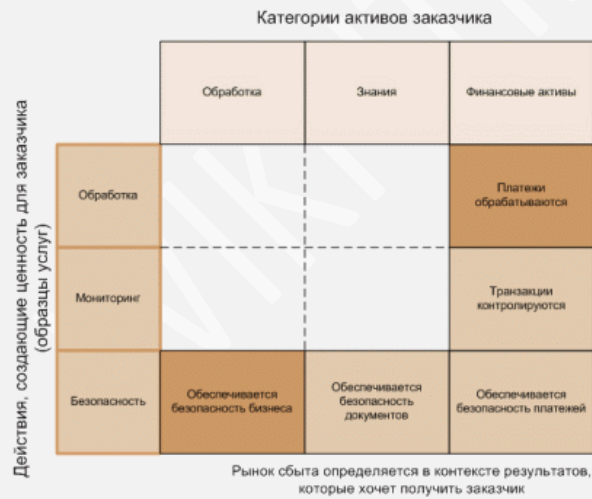 Категории активов заказчика
Обработка
Знания
Финансовые активы
Действия, создающие ценность для заказчика
(образцы услуг)
Обработка
Платежи
обрабатываются
Мониторинг
Транзакции
контролируются
Безопасность
Обеспечивается
безопасность бизнеса
Обеспечивается
безопасность
документов
Обеспечивается
безопасность платежей
Рынок сбыта определяется в контексте результатов,
которые хочет получить заказчик